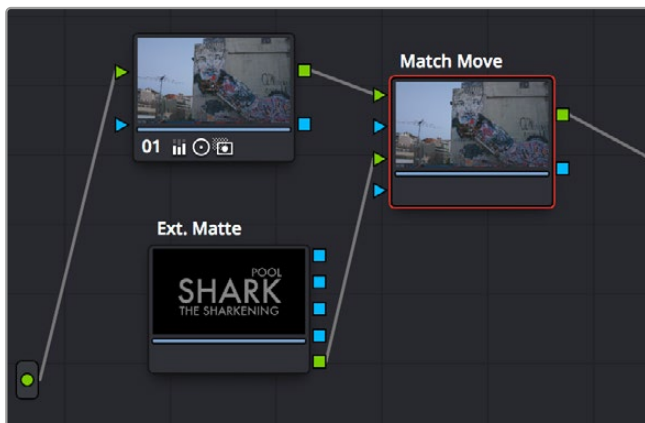 Match Move
01
Ext. Matte
POOL
SHARK
THE SHARKENING